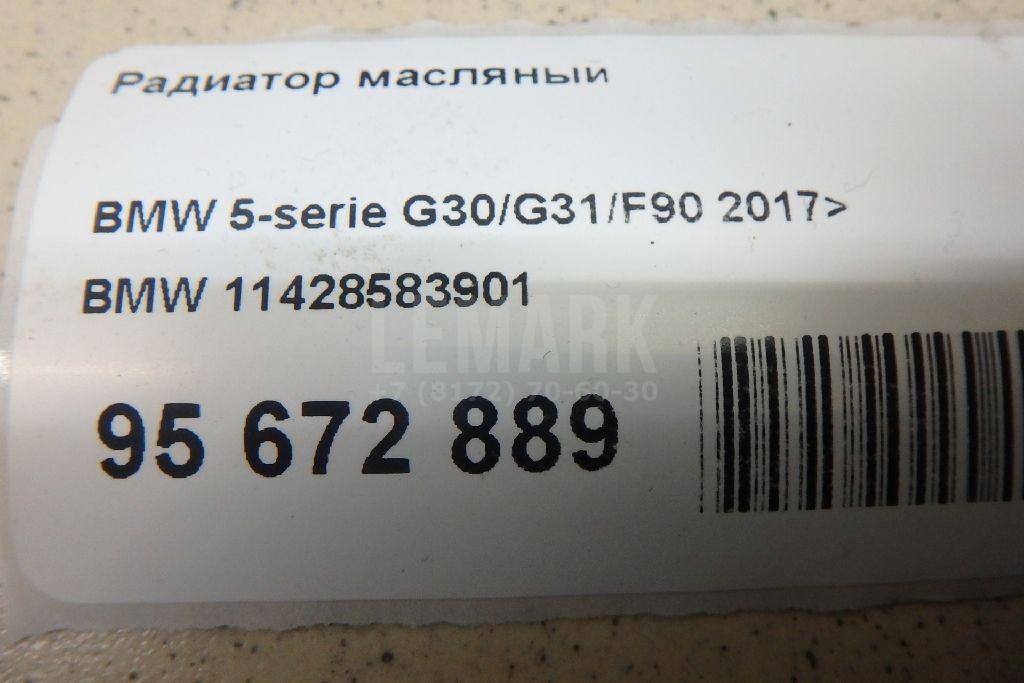 Радиатор масляный
BMW 5-serie G30/G31/F90 2017>
BMW 11428583901
LEMARK
+7 (8172) 70-60-30
95 672 889